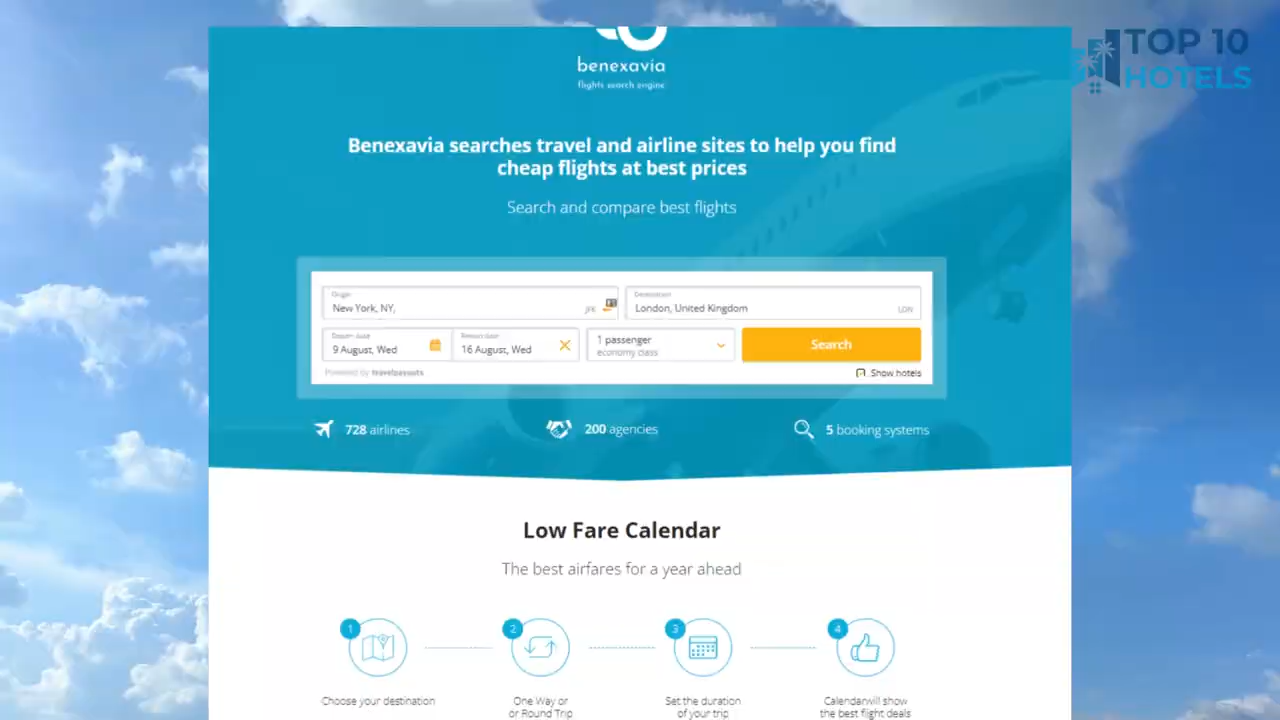 TOP 10
HOTELS
benexavia
flights search engine
Benexavia searches travel and airline sites to help you find
cheap flights at best prices
Search and compare best flights
Origin
New York, NY,
JFK
Destination
London, United Kingdom
LON
Depart date
9 August, Wed
Return date
16 August, Wed
1 passenger
economy class
Search
Powered by travelpayouts
Show hotels
728 airlines
200 agencies
5 booking systems
Low Fare Calendar
The best airfares for a year ahead
1
2
3
4
Choose your destination
One Way or
or Round Trip
Set the duration
of your trip
Calendarwill show
the best flight deals